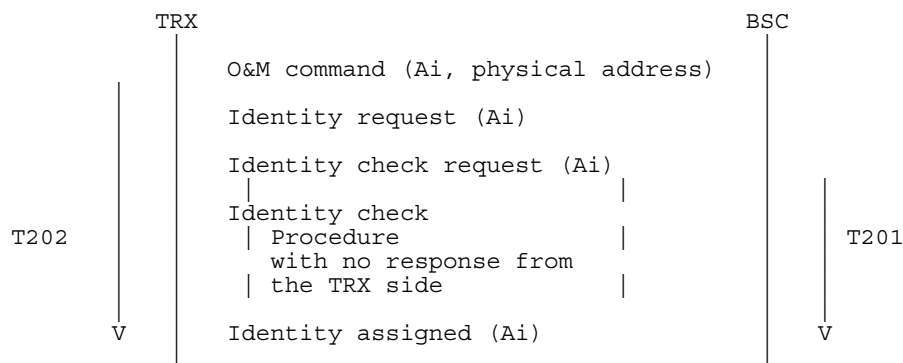 TRX BSC
O&M command (Ai, physical address)
Identity request (Ai)
Identity check request (Ai)
Identity check
T202 Procedure T201
with no response from
the TRX side
V Identity assigned (Ai) V